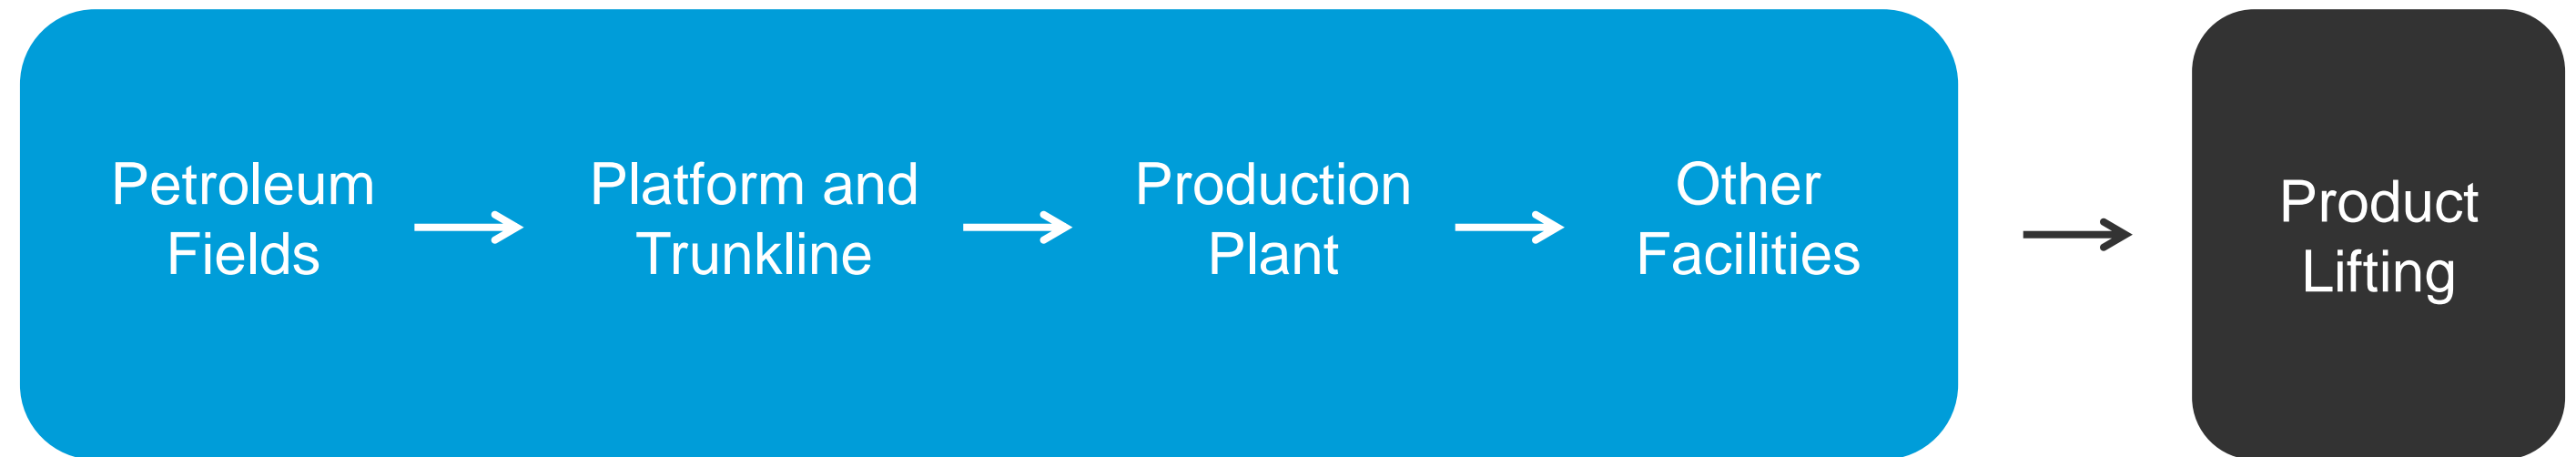 Petroleum
Fields
Platform and
Trunkline
Production
Plant
Other
Facilities
Product
Lifting